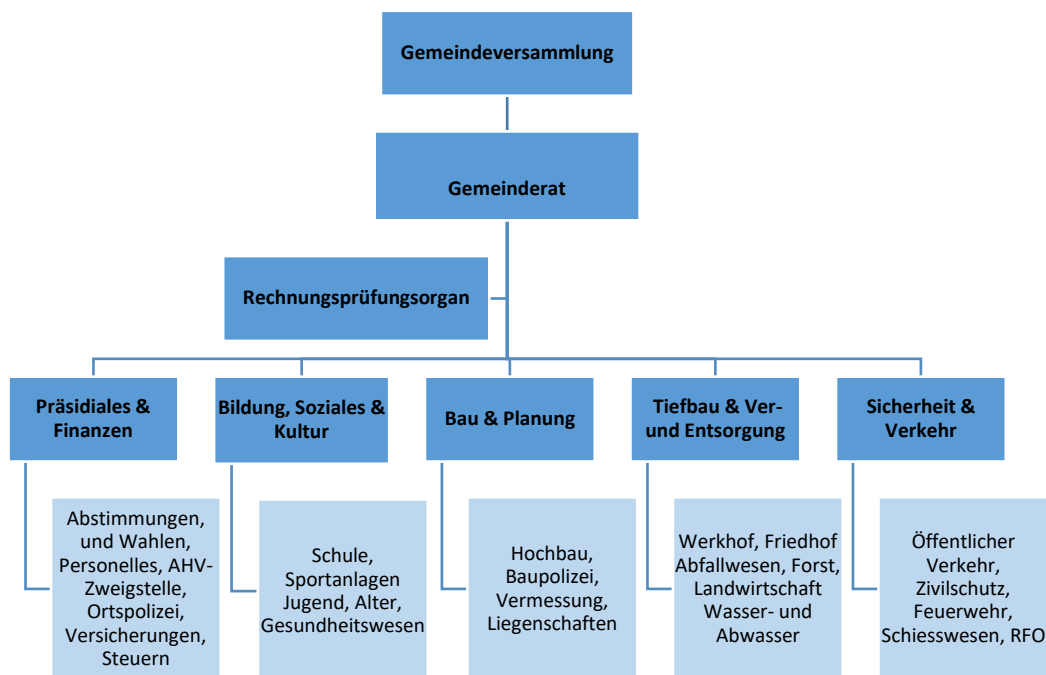 Gemeindeversammlung
Gemeinderat
Rechnungsprüfungsorgan
Präsidiales &
Finanzen
Bildung, Soziales &
Kultur
Bau & Planung
Tiefbau & Ver-
und Entsorgung
Sicherheit &
Verkehr
Abstimmungen,
und Wahlen,
Personelles, AHV-
Zweigstelle,
Ortspolizei,
Versicherungen,
Steuern
Schule,
Sportanlagen
Jugend, Alter,
Gesundheitswesen
Hochbau,
Baupolizei,
Vermessung,
Liegenschaften
Werkhof, Friedhof
Abfallwesen, Forst,
Landwirtschaft
Wasser- und
Abwasser
Öffentlicher
Verkehr,
Zivilschutz,
Feuerwehr,
Schiesswesen, RFO